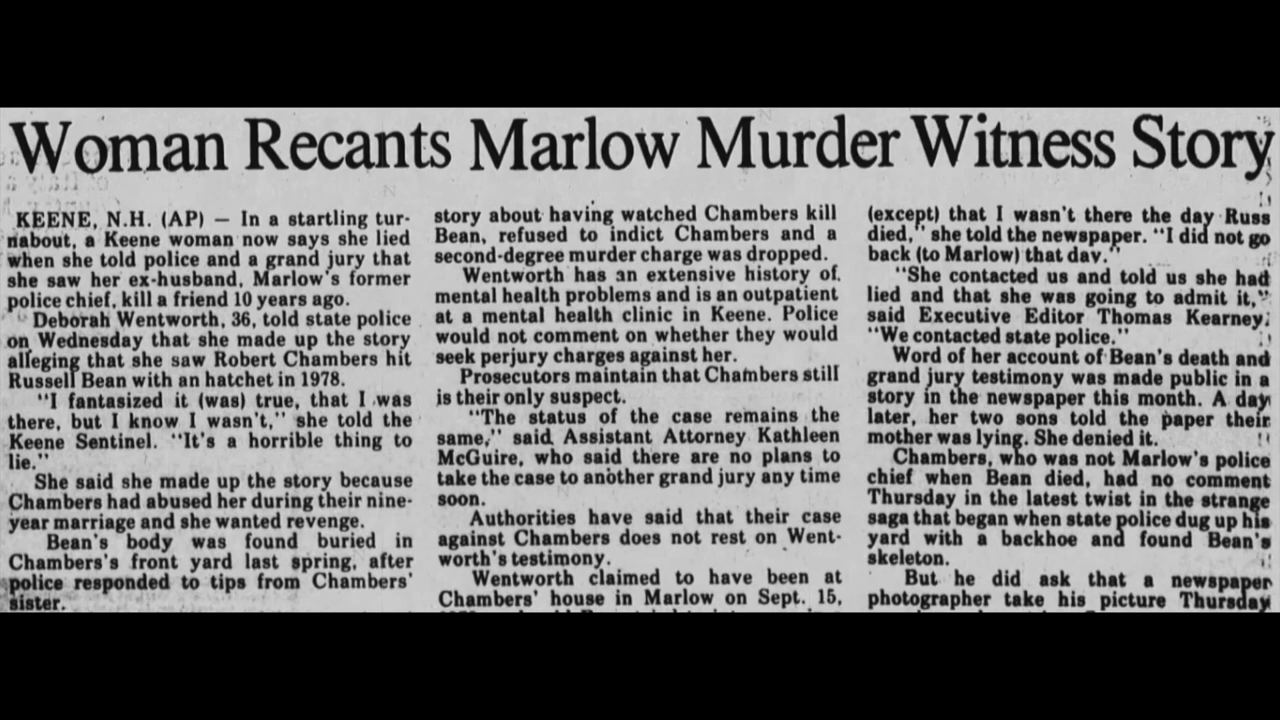 Woman Recants Marlow Murder Witness Story
KEENE, N.H. (AP) — In a startling tur-
nabout, a Keene woman now says she lied
when she told police and a grand jury that
she saw her ex-husband, Marlow's former
police chief, kill a friend 10 years ago.
Deborah Wentworth, 36, told state police
on Wednesday that she made up the story
alleging that she saw Robert Chambers hit
Russell Bean with an hatchet in 1978.
"I fantasized it (was) true, that I was
there, but I know I wasn't," she told the
Keene Sentinel. "It's a horrible thing to
lie."
She said she made up the story because
Chambers had abused her during their nine-
year marriage and she wanted revenge.
Bean's body was found buried in
Chambers's front yard last spring, after
police responded to tips from Chambers'
sister.
story about having watched Chambers kill
Bean, refused to indict Chambers and a
second-degree murder charge was dropped.
Wentworth has an extensive history of
mental health problems and is an outpatient
at a mental health clinic in Keene. Police
would not comment on whether they would
seek perjury charges against her.
Prosecutors maintain that Chambers still
is their only suspect.
"The status of the case remains the
same," said Assistant Attorney Kathleen
McGuire, who said there are no plans to
take the case to another grand jury any time
soon.
Authorities have said that their case
against Chambers does not rest on Went-
worth's testimony.
Wentworth claimed to have been at
Chambers' house in Marlow on Sept. 15,
(except) that I wasn't there the day Russ
died," she told the newspaper. "I did not go
back (to Marlow) that day."
"She contacted us and told us she had
lied and that she was going to admit it,"
said Executive Editor Thomas Kearney.
"We contacted state police."
Word of her account of Bean's death and
grand jury testimony was made public in a
story in the newspaper this month. A day
later, her two sons told the paper their
mother was lying. She denied it.
Chambers, who was not Marlow's police
chief when Bean died, had no comment
Thursday in the latest twist in the strange
saga that began when state police dug up his
yard with a backhoe and found Bean's
skeleton.
But he did ask that a newspaper
photographer take his picture Thursday